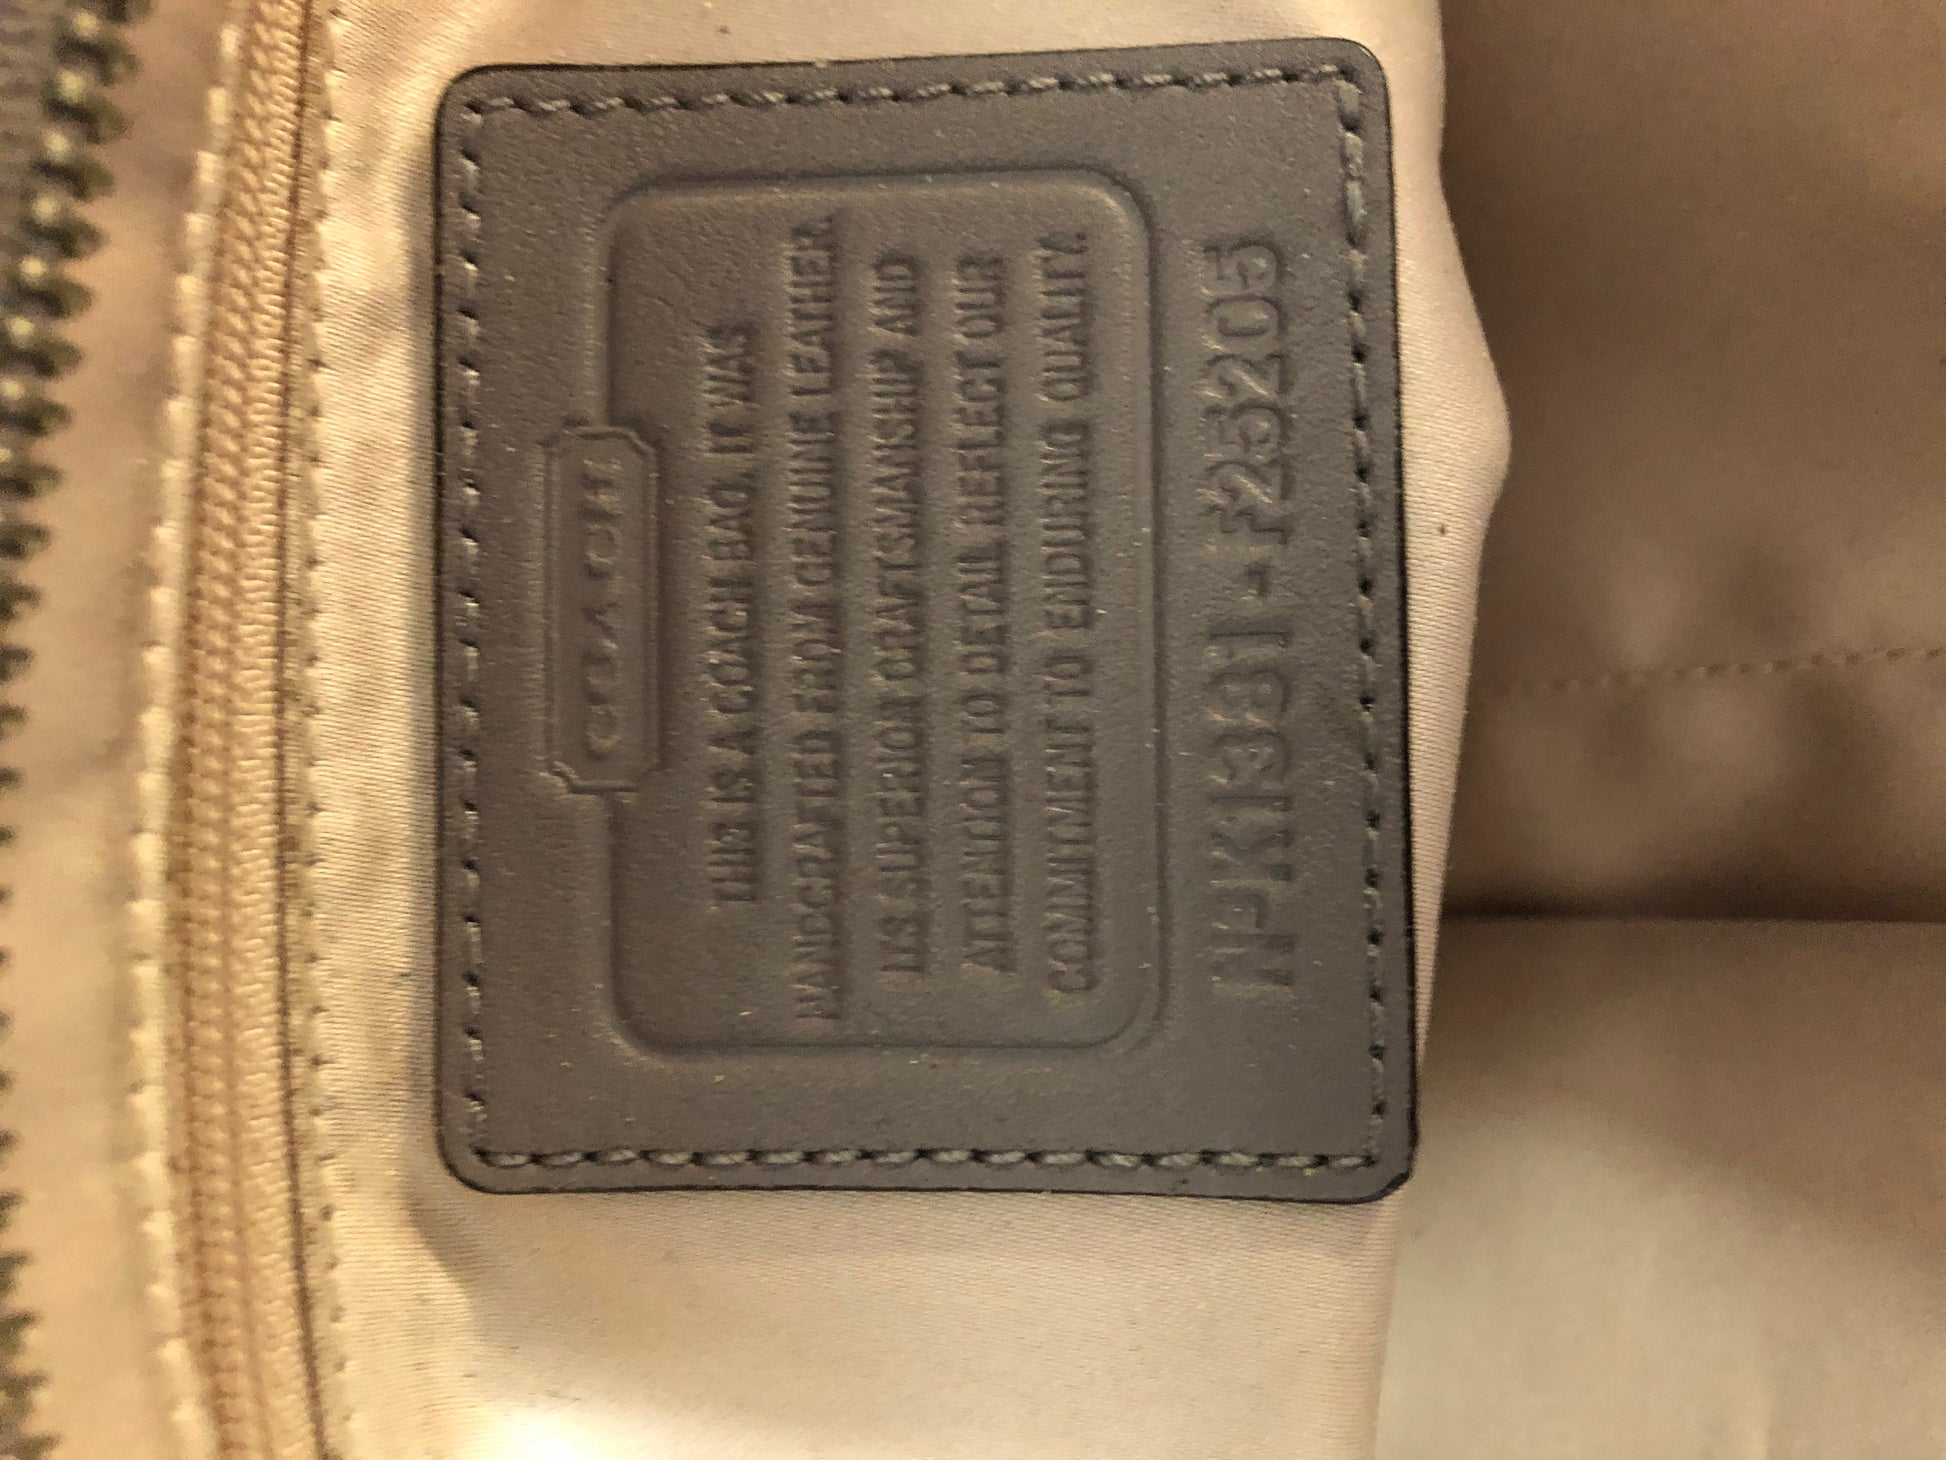 COACH
THIS IS A COACH BAG. IT WAS
HANDCRAFTED FROM GENUINE LEATHER.
ITS SUPERIOR CRAFTSMANSHIP AND
ATTENTION TO DETAIL REFLECT OUR
COMMITMENT TO ENDURING QUALITY.
N-K1381-F25205